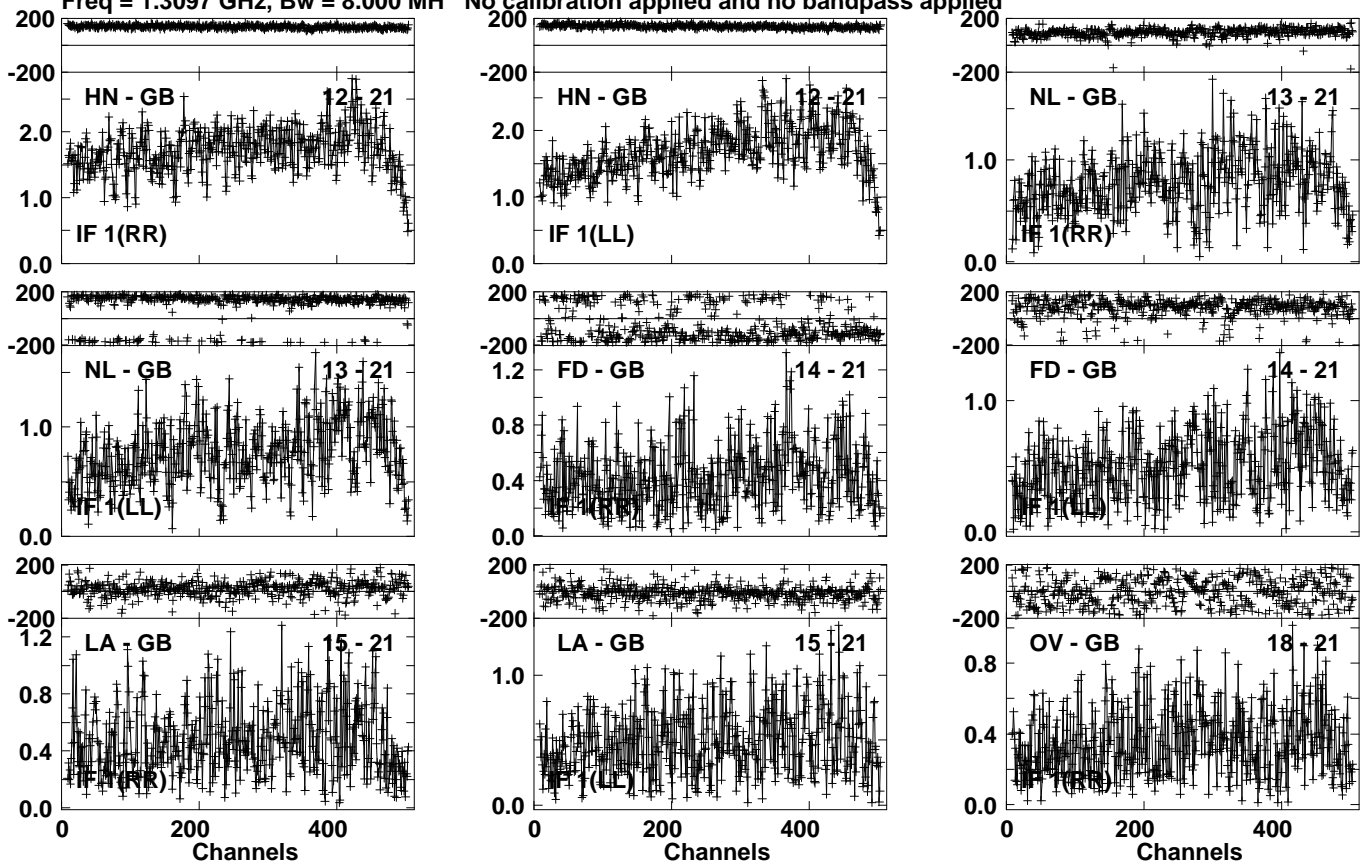 Freq = 1.3097 GHz, Bw = 8.000 MH No calibration applied and no bandpass applied
200
-200
HN - GB 12 - 21
2.0
1.0
IF 1(RR)
0.0
HN - GB 12 - 21
2.0
1.0
IF 1(LL)
0.0
200
-200
NL - GB 13 - 21
1.0
IF 1(RR)
0.0
200
-200
NL - GB 13 - 21
1.0
IF 1(LL)
0.0
200
-200
FD - GB 14 - 21
1.2
0.8
0.4
IF 1(RR)
0.0
200
-200
FD - GB 14 - 21
1.0
IF 1(LL)
0.0
200
-200
LA - GB 15 - 21
1.2
0.8
0.4
IF 1(RR)
0.0
0 200 400
Channels
200
-200
LA - GB 15 - 21
1.0
IF 1(LL)
0.0
0 200 400
Channels
200
-200
OV - GB 18 - 21
0.8
0.4
IF 1(RR)
0.0
0 200 400
Channels